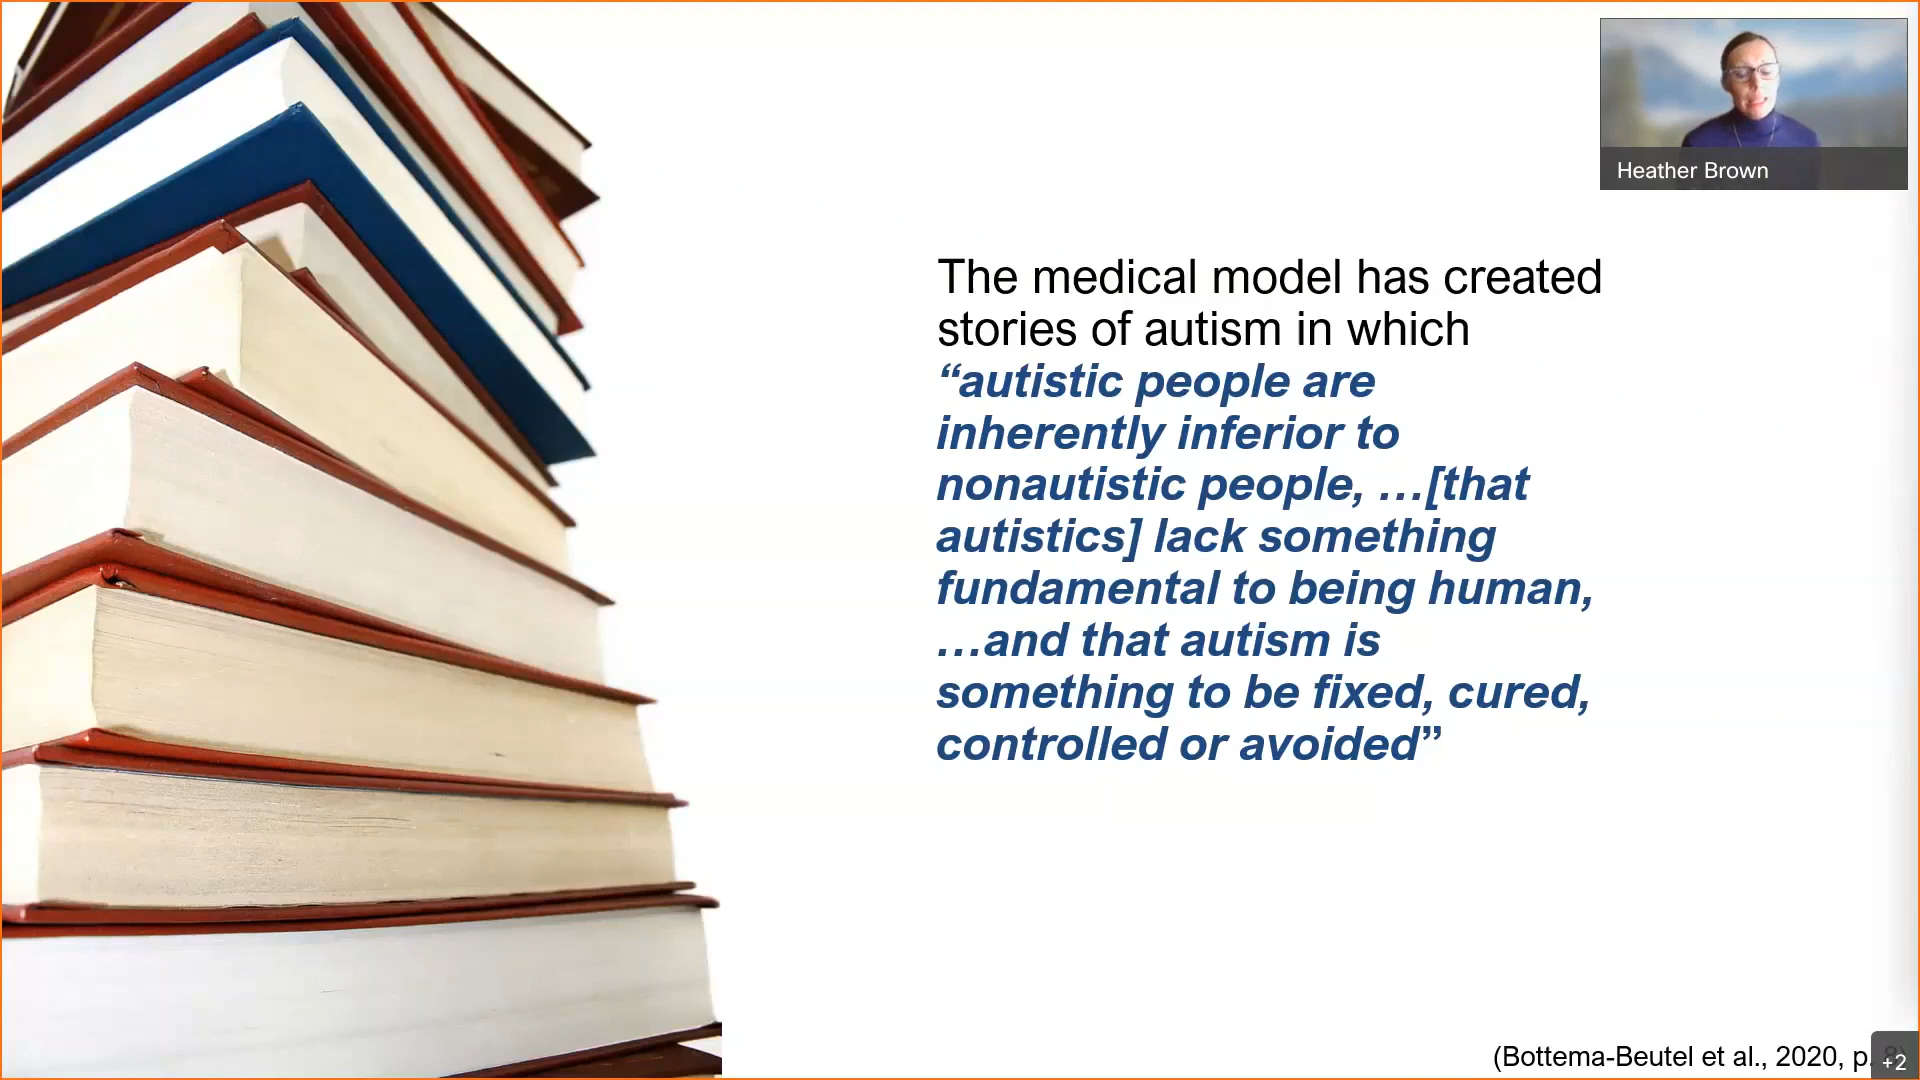 Heather Brown
The medical model has created
stories of autism in which
“autistic people are
inherently inferior to
nonautistic people, …[that
autistics] lack something
fundamental to being human,
…and that autism is
something to be fixed, cured,
controlled or avoided”
(Bottema-Beutel et al., 2020, p.
+2